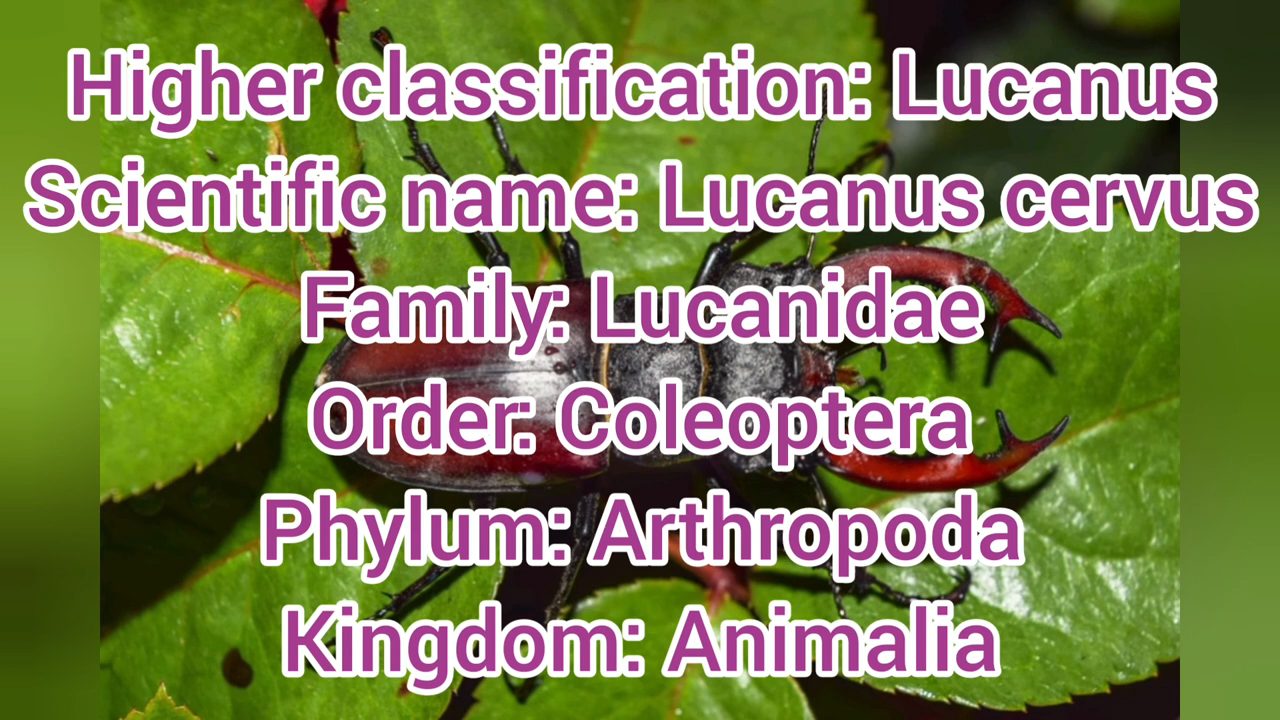 Higher classification: Lucanus
Scientific name: Lucanus cervus
Family: Lucanidae
Order: Coleoptera
Phylum: Arthropoda
Kingdom: Animalia